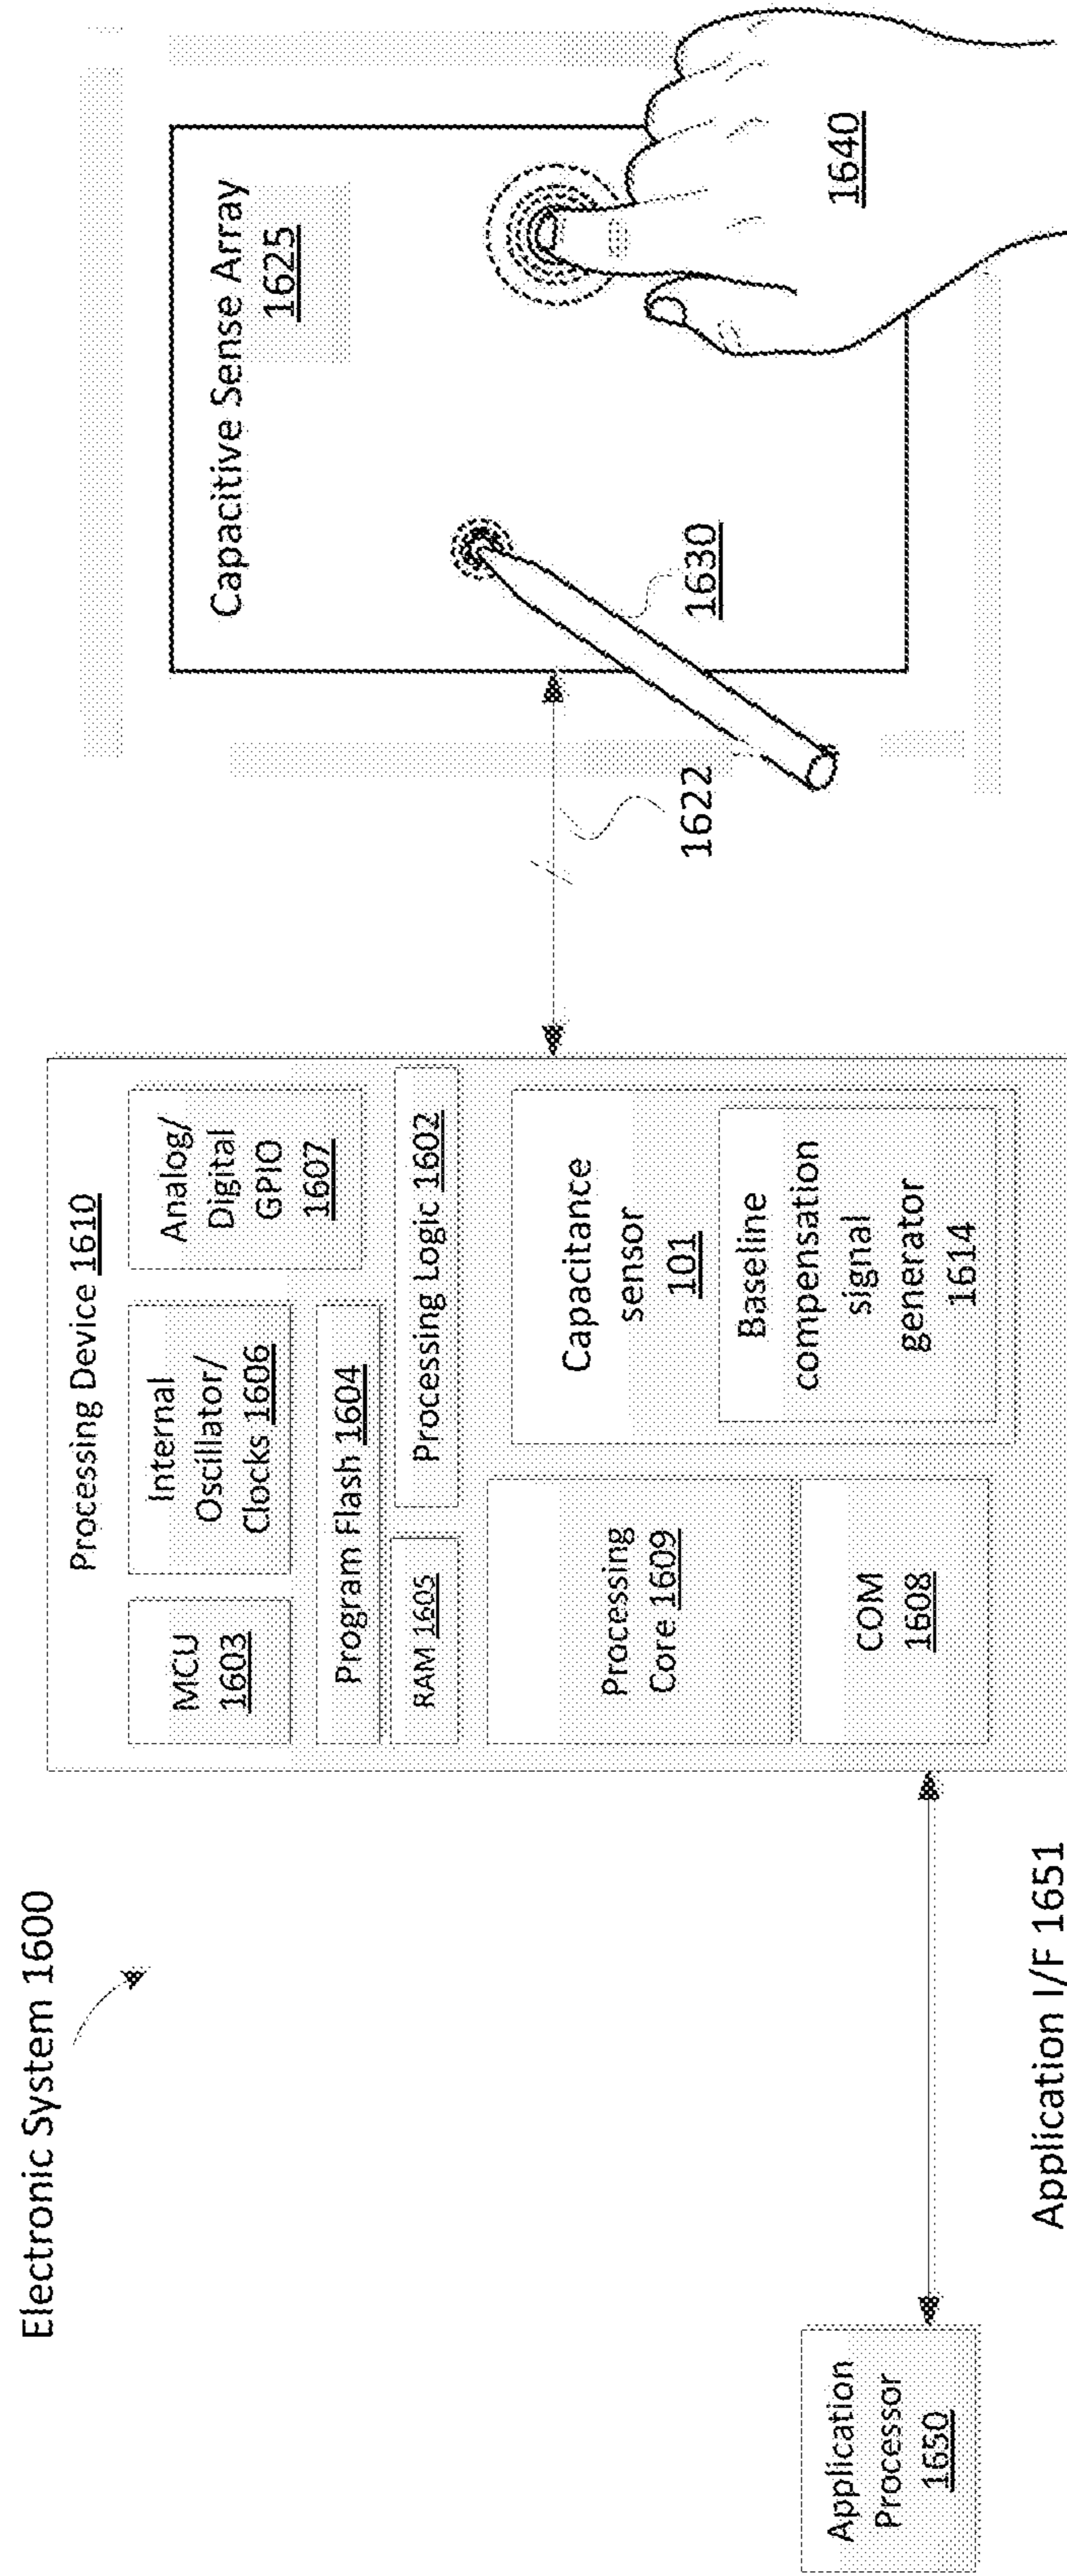 Electronic System 1600
Processing Device 1610
MCU
1603
Internal
Oscillator/
Clocks 1606
Analog/
Digital
GPIO
1607
Program Flash 1604
RAM 1605
Processing Logic 1602
Processing
Core 1609
COM
1608
Capacitance
sensor
101
Baseline
compensation
signal
generator
1614
Application
Processor
1650
Application I/F 1651
1622
Capacitive Sense Array
1625
1630
1640